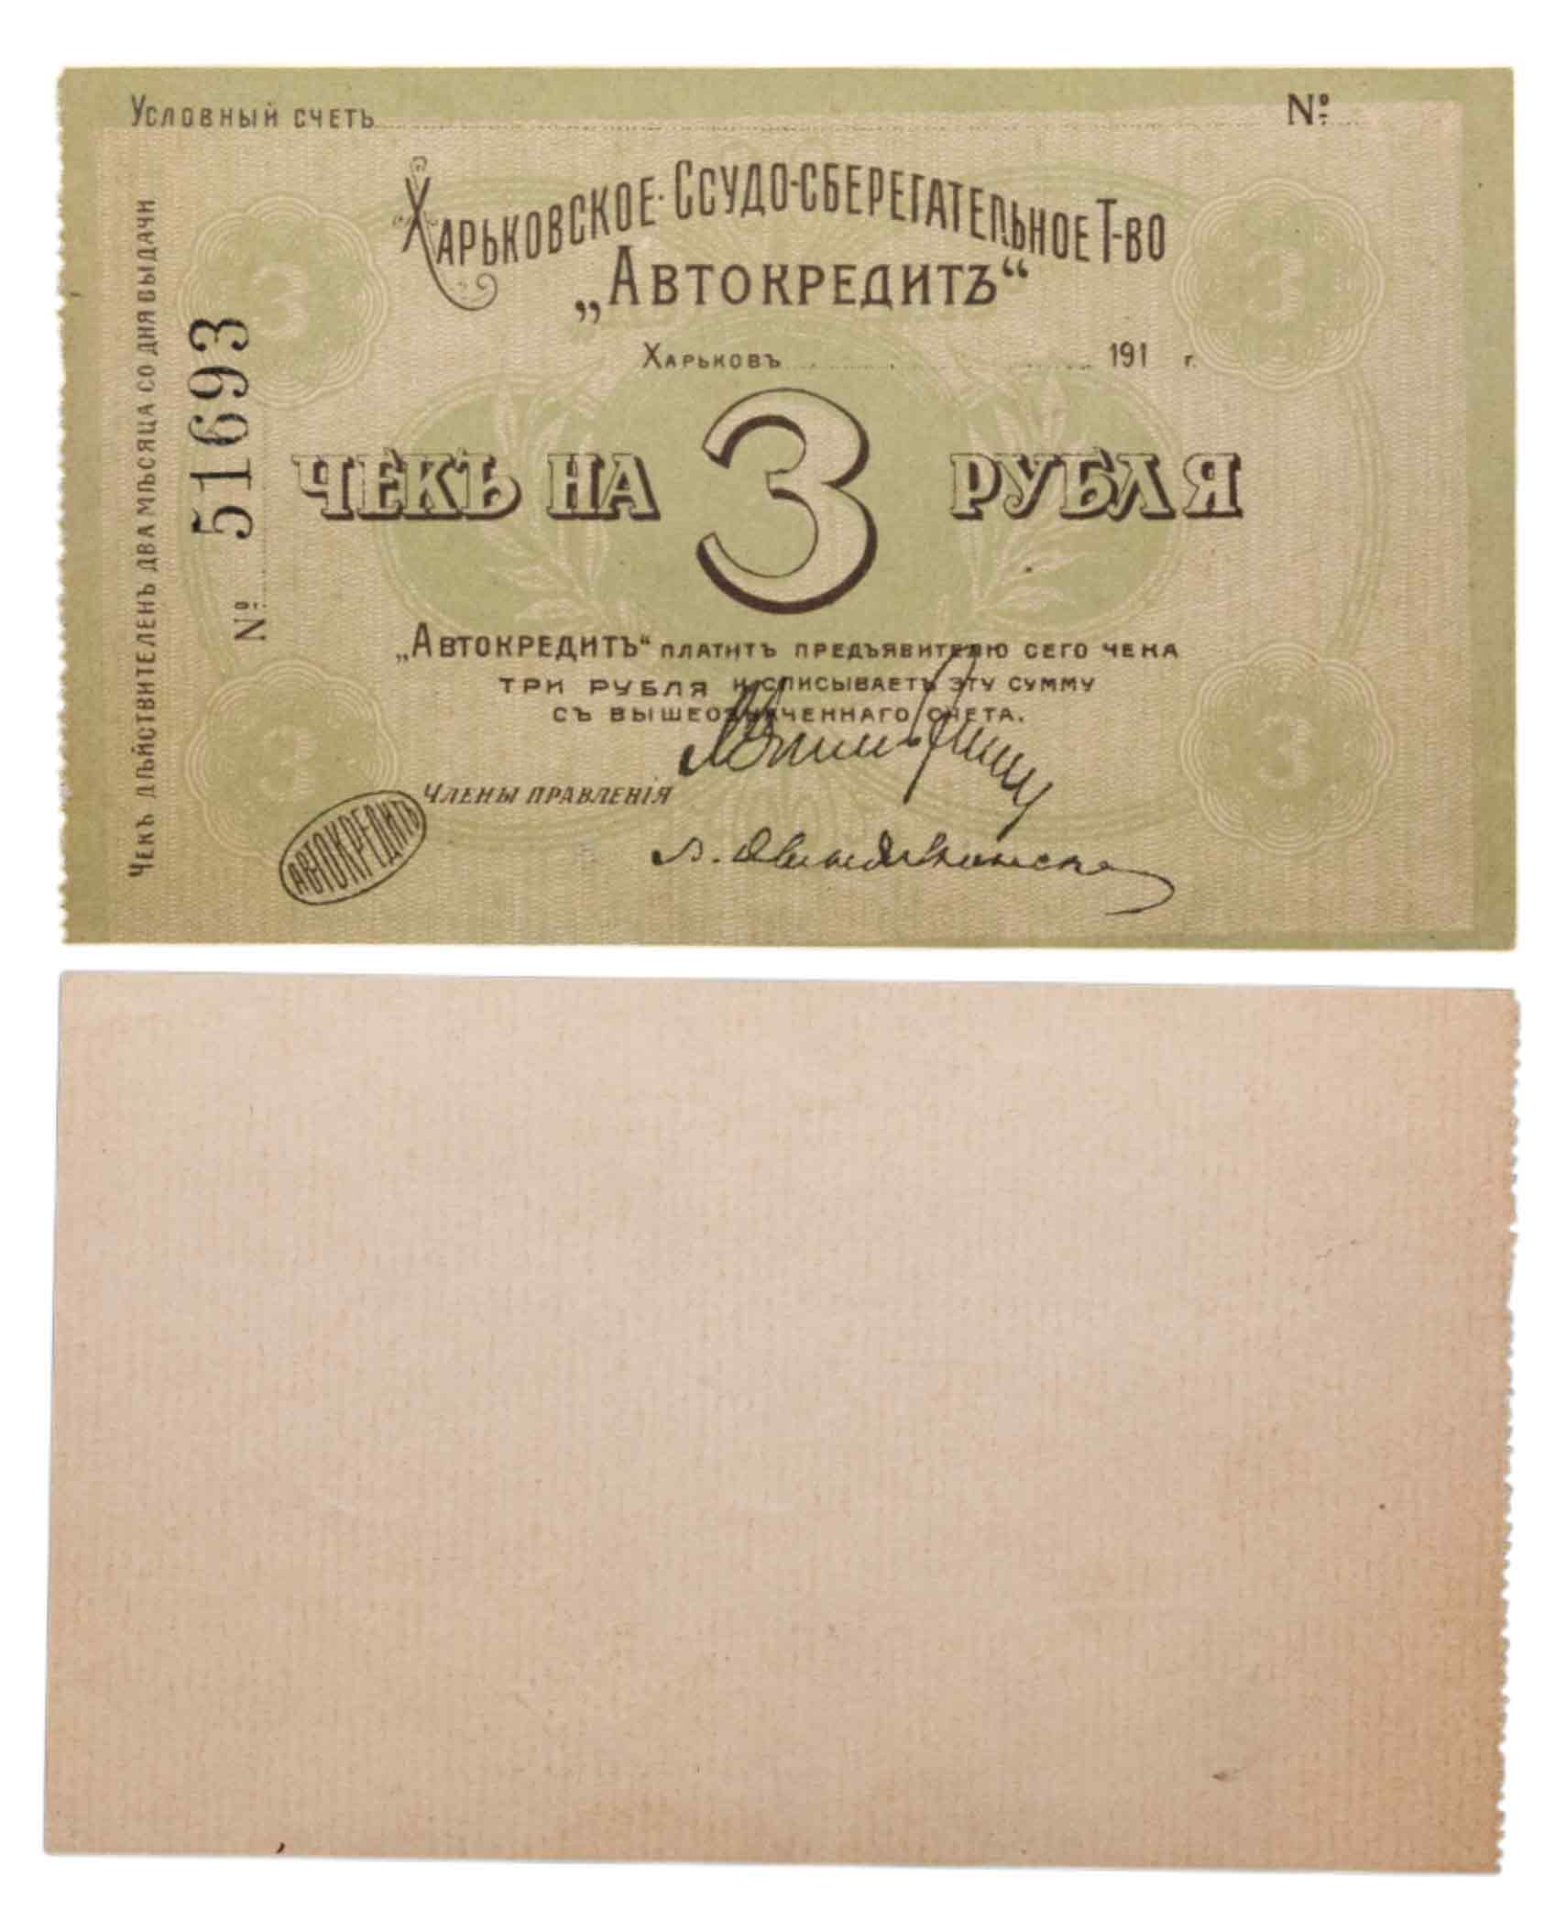 Условный счетъ № 
Харьковское Ссудо-сберегательное Т-во
„Автокредитъ“
Харьковъ 191 г.
Чекъ дѣйствителенъ два мѣсяца со дня выдачи
№ 51693
3
3
ЧЕКЪ НА 3 РУБЛЯ
„Автокредитъ“ платитъ предъявителю сего чека
три рубля и списываетъ эту сумму
съ вышеозначеннаго счета.
3
3
Члены правленія
АВТОКРЕДИТЪ